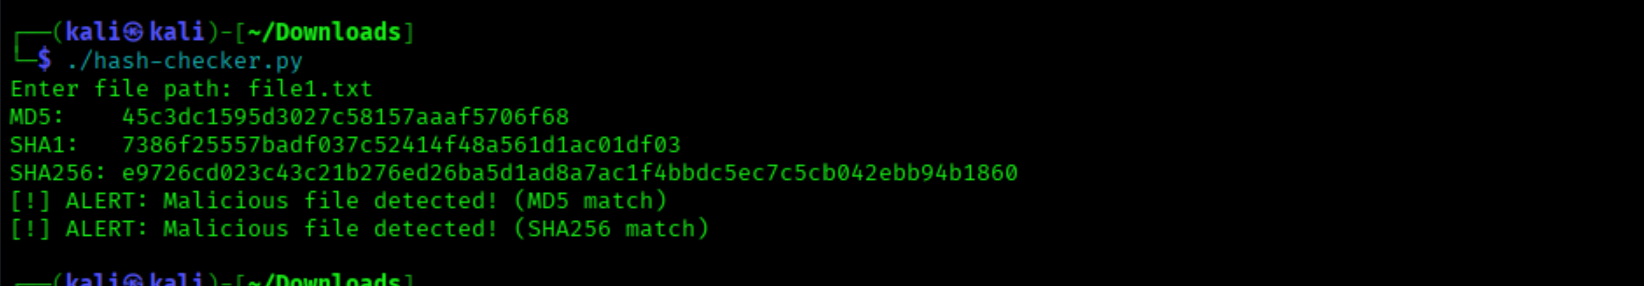 ┌──(kali㉿kali)-[~/Downloads]
└─$ ./hash-checker.py
Enter file path: file1.txt
MD5:    45c3dc1595d3027c58157aaaf5706f68
SHA1:   7386f25557badf037c52414f48a561d1ac01df03
SHA256: e9726cd023c43c21b276ed26ba5d1ad8a7ac1f4bbdc5ec7c5cb042ebb94b1860
[!] ALERT: Malicious file detected! (MD5 match)
[!] ALERT: Malicious file detected! (SHA256 match)
┌──(kali㉿kali)-[~/Downloads]